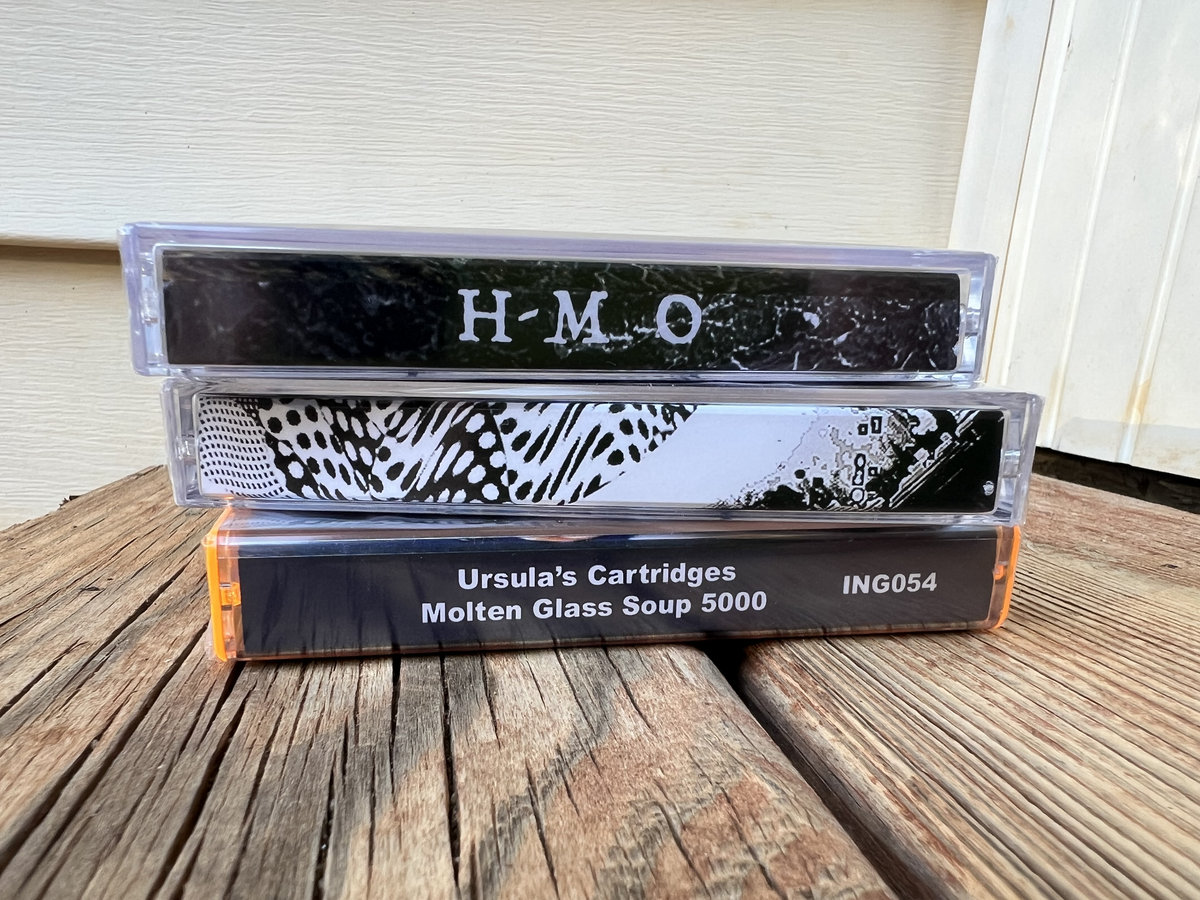 H-M O
Ursula's Cartridges
Molten Glass Soup 5000
ING054